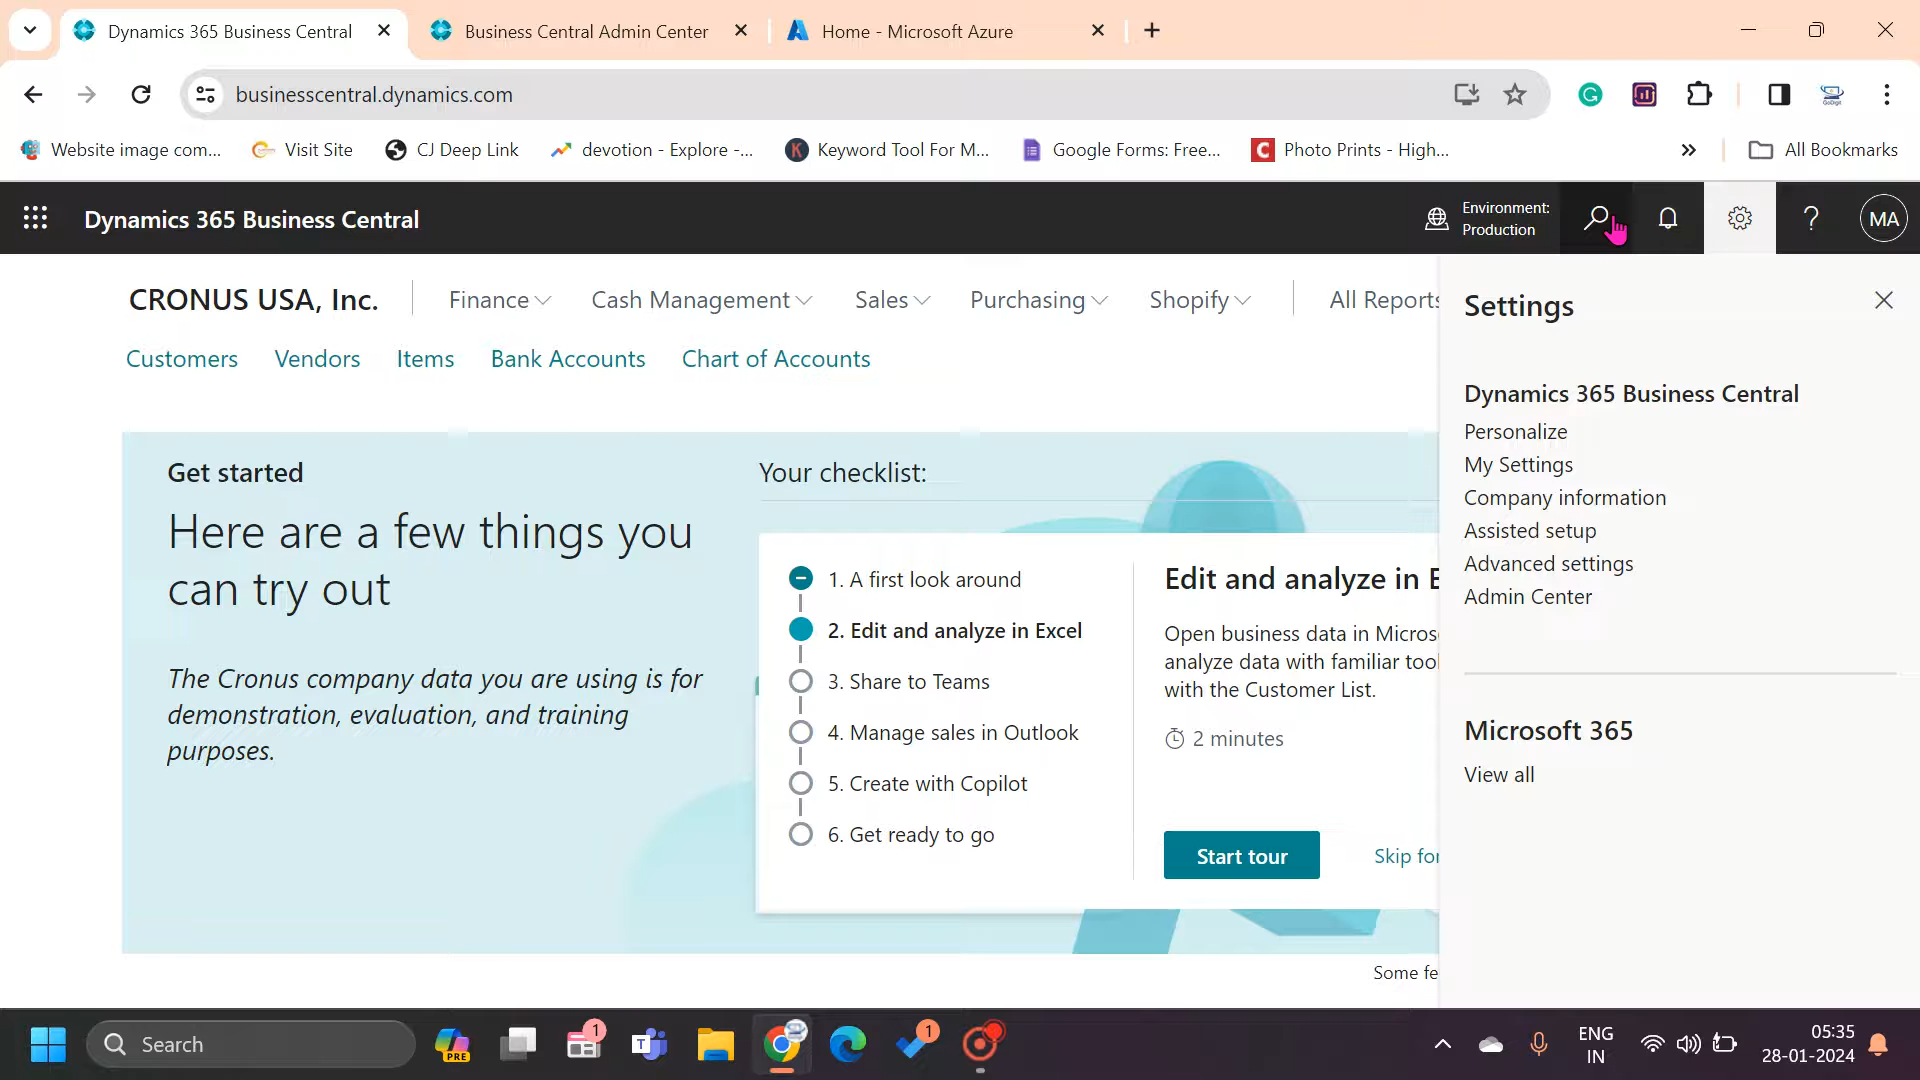 Dynamics 365 Business Central
Business Central Admin Center
Home - Microsoft Azure
businesscentral.dynamics.com
Website image com...
Visit Site
CJ Deep Link
devotion - Explore -...
Keyword Tool For M...
Google Forms: Free...
Photo Prints - High...
All Bookmarks
Dynamics 365 Business Central
Environment:
Production
MA
CRONUS USA, Inc.
Finance
Cash Management
Sales
Purchasing
Shopify
All Reports
Customers
Vendors
Items
Bank Accounts
Chart of Accounts
Get started
Here are a few things you
can try out
The Cronus company data you are using is for
demonstration, evaluation, and training
purposes.
Your checklist:
1. A first look around
2. Edit and analyze in Excel
3. Share to Teams
4. Manage sales in Outlook
5. Create with Copilot
6. Get ready to go
Edit and analyze in E
Open business data in Micros
analyze data with familiar tool
with the Customer List.
2 minutes
Start tour
Skip for
Some fe
Settings
Dynamics 365 Business Central
Personalize
My Settings
Company information
Assisted setup
Advanced settings
Admin Center
Microsoft 365
View all
Search
PRE
1
T
1
ENG
IN
05:35
28-01-2024